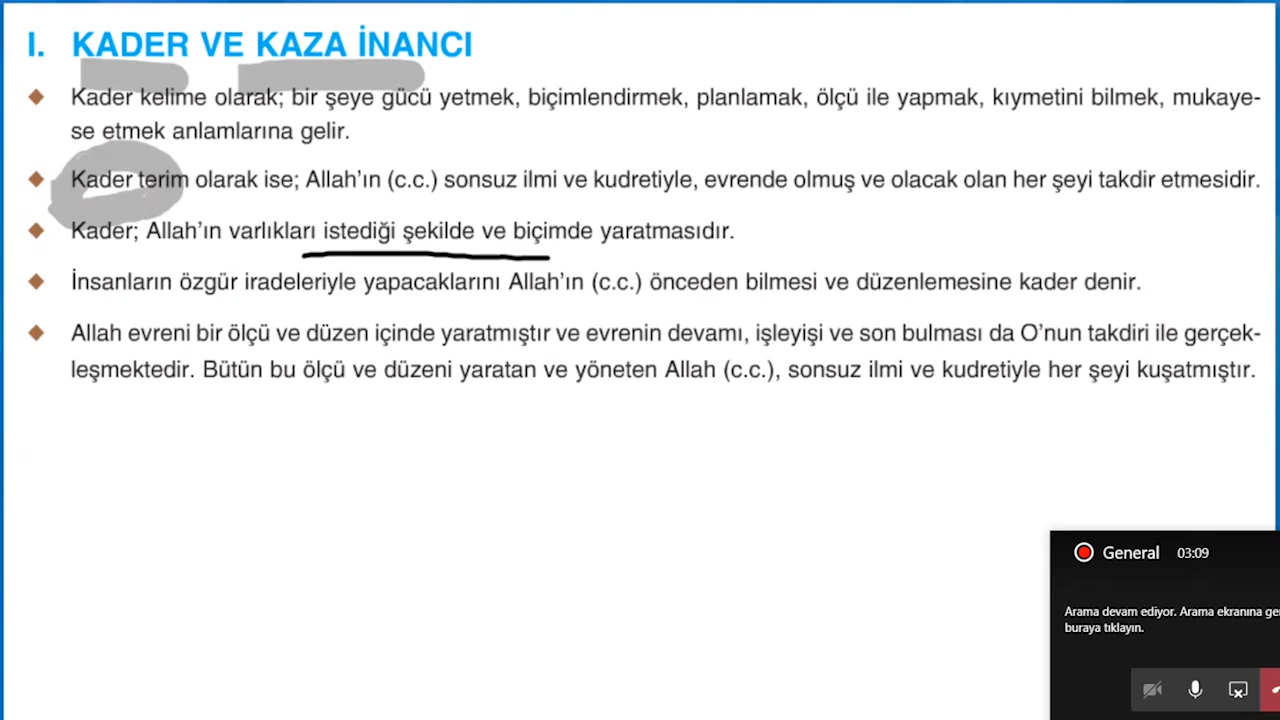 I. KADER VE KAZA İNANCI
Kader kelime olarak; bir şeye gücü yetmek, biçimlendirmek, planlamak, ölçü ile yapmak, kıymetini bilmek, mukaye-
se etmek anlamlarına gelir.
Kader terim olarak ise; Allah’ın (c.c.) sonsuz ilmi ve kudretiyle, evrende olmuş ve olacak olan her şeyi takdir etmesidir.
Kader; Allah’ın varlıkları istediği şekilde ve biçimde yaratmasıdır.
İnsanların özgür iradeleriyle yapacaklarını Allah’ın (c.c.) önceden bilmesi ve düzenlemesine kader denir.
Allah evreni bir ölçü ve düzen içinde yaratmıştır ve evrenin devamı, işleyişi ve son bulması da O’nun takdiri ile gerçek-
leşmektedir. Bütün bu ölçü ve düzeni yaratan ve yöneten Allah (c.c.), sonsuz ilmi ve kudretiyle her şeyi kuşatmıştır.
General 03:09
Arama devam ediyor. Arama ekranına
buraya tıklayın.